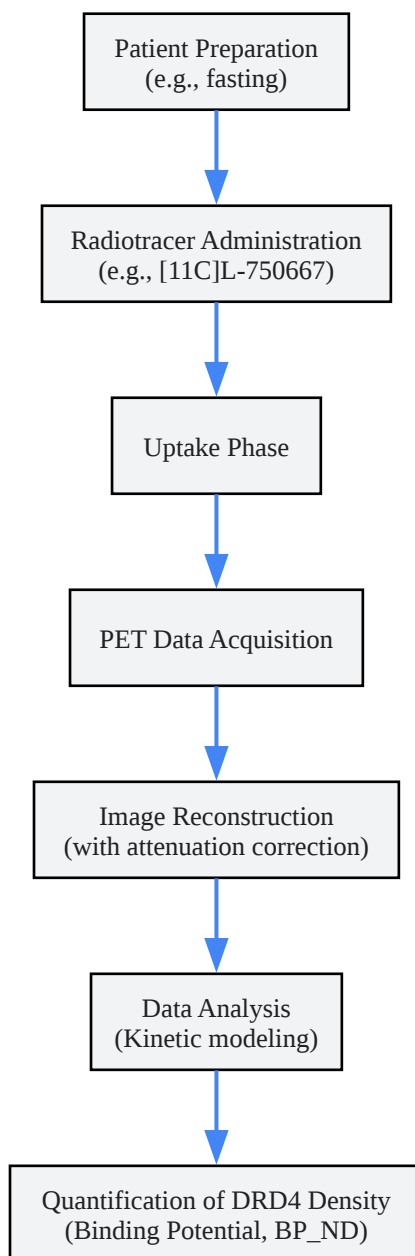 Patient Preparation
(e.g., fasting)
Radiotracer Administration
(e.g., [11C]L-750667)
Uptake Phase
PET Data Acquisition
Image Reconstruction
(with attenuation correction)
Data Analysis
(Kinetic modeling)
Quantification of DRD4 Density
(Binding Potential, BP_ND)